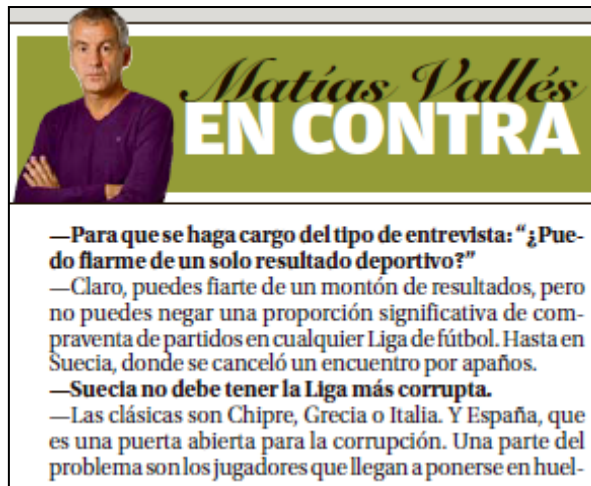 Matías Vallés
EN CONTRA
—Para que se haga cargo del tipo de entrevista: “¿Pue-
do fiarme de un solo resultado deportivo?”
—Claro, puedes fiarte de un montón de resultados, pero
no puedes negar una proporción significativa de com-
praventa de partidos en cualquier Liga de fútbol. Hasta en
Suecia, donde se canceló un encuentro por apaños.
—Suecia no debe tener la Liga más corrupta.
—Las clásicas son Chipre, Grecia o Italia. Y España, que
es una puerta abierta para la corrupción. Una parte del
problema son los jugadores que llegan a ponerse en huel-